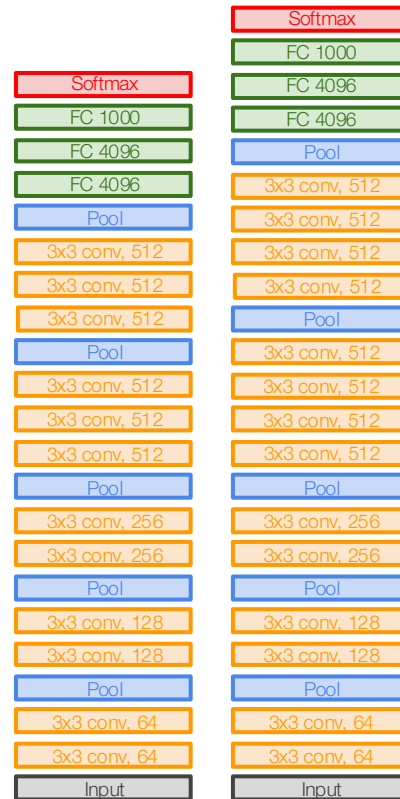 Softmax
FC 1000
FC 4096
FC 4096
Pool
3x3 conv, 512
3x3 conv, 512
3x3 conv, 512
Pool
3x3 conv, 512
3x3 conv, 512
3x3 conv, 512
Pool
3x3 conv, 256
3x3 conv, 256
Pool
3x3 conv, 128
3x3 conv, 128
Pool
3x3 conv, 64
3x3 conv, 64
Input
Softmax
FC 1000
FC 4096
FC 4096
Pool
3x3 conv, 512
3x3 conv, 512
3x3 conv, 512
3x3 conv, 512
Pool
3x3 conv, 512
3x3 conv, 512
3x3 conv, 512
3x3 conv, 512
Pool
3x3 conv, 256
3x3 conv, 256
Pool
3x3 conv, 128
3x3 conv, 128
Pool
3x3 conv, 64
3x3 conv, 64
Input